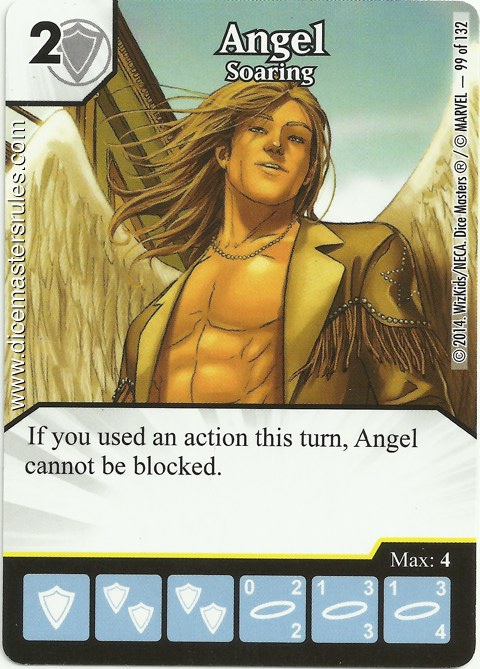 2
Angel
Soaring
www.dicemastersrules.com
© 2014. WizKids/NECA. Dice Masters ® / © MARVEL — 99 of 132
If you used an action this turn, Angel
cannot be blocked.
Max: 4
0 2 2
1 3 3
1 3 4